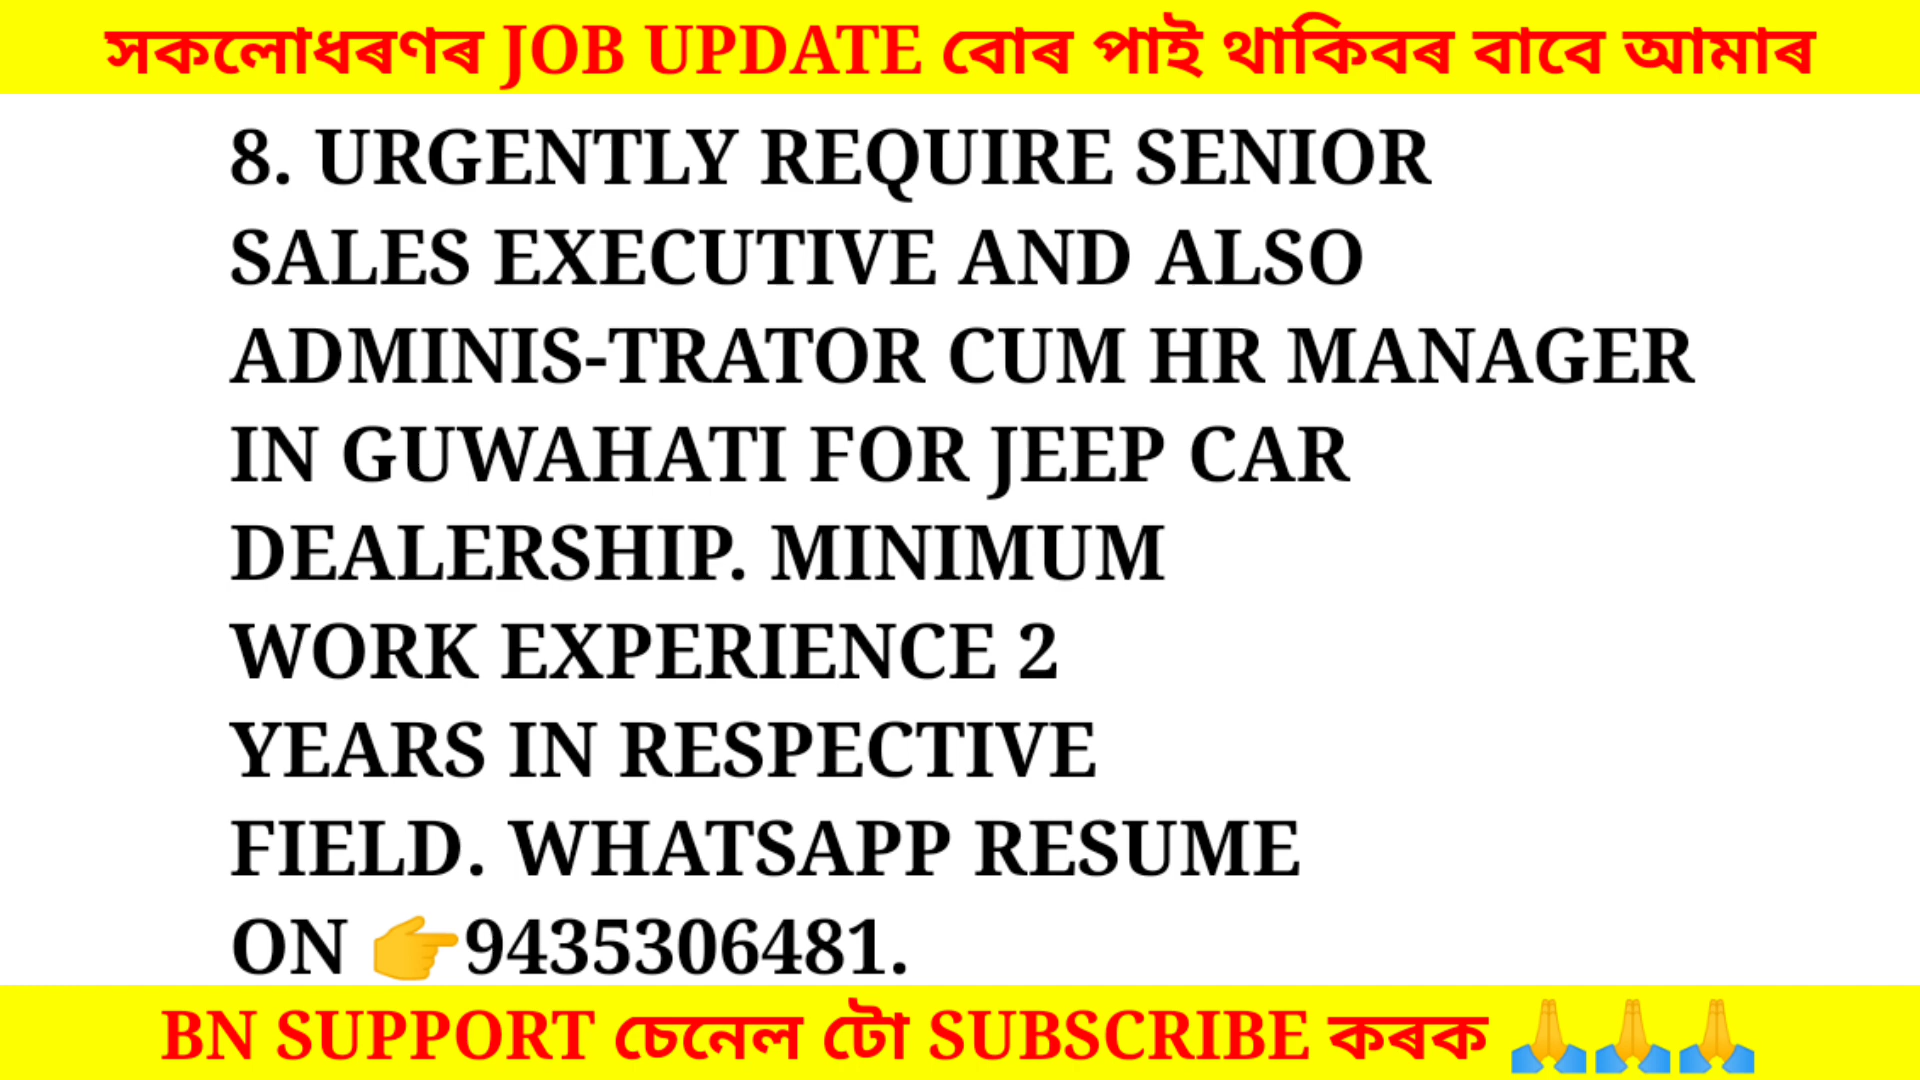 সকলোধৰণৰ JOB UPDATE বোৰ পাই থাকিবৰ বাবে আমাৰ
8. URGENTLY REQUIRE SENIOR
SALES EXECUTIVE AND ALSO
ADMINIS-TRATOR CUM HR MANAGER
IN GUWAHATI FOR JEEP CAR
DEALERSHIP. MINIMUM
WORK EXPERIENCE 2
YEARS IN RESPECTIVE
FIELD. WHATSAPP RESUME
ON 👉9435306481.
BN SUPPORT চেনেল টো SUBSCRIBE কৰক 🙏🙏🙏